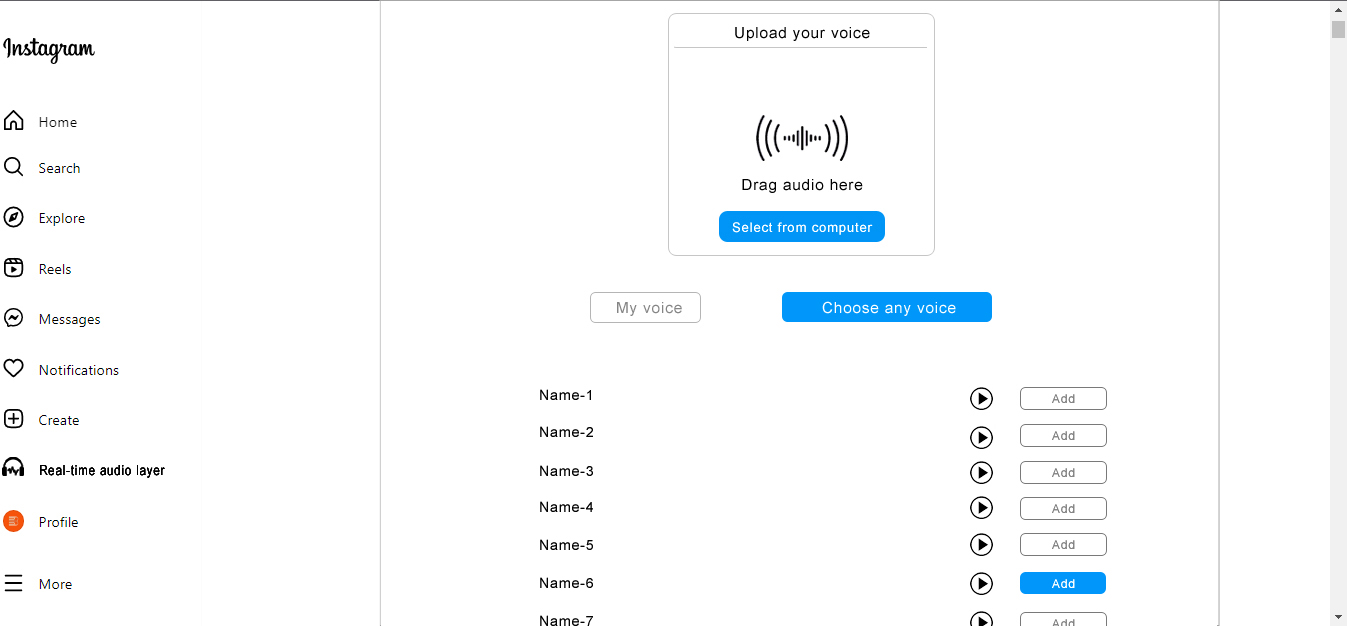 Instagram
Home
Search
Explore
Reels
Messages
Notifications
Create
Real-time audio layer
Profile
More
Upload your voice
Drag audio here
Select from computer
My voice
Choose any voice
Name-1
Add
Name-2
Add
Name-3
Add
Name-4
Add
Name-5
Add
Name-6
Add
Name-7
Add